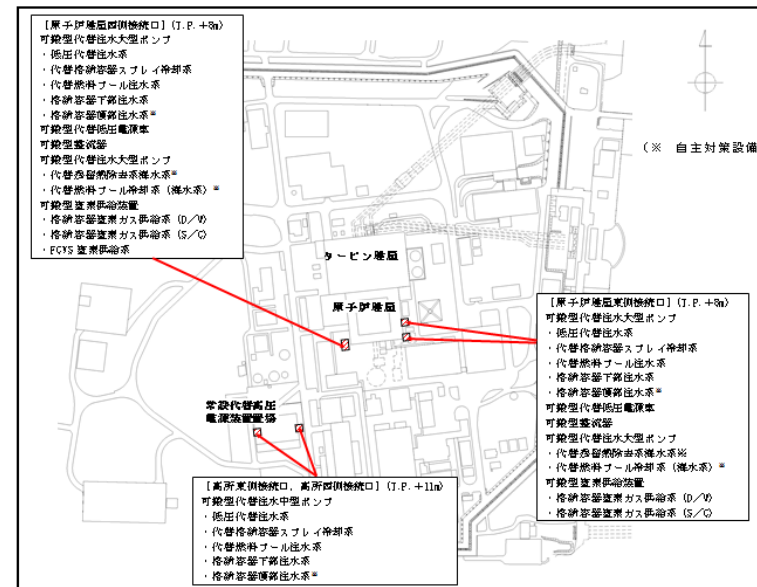 ［原子炉建屋西側接続口］(T.P.+8m)
可搬型代替注水大型ポンプ
・低圧代替注水系
・代替格納容器スプレイ冷却系
・代替燃料プール注水系
・格納容器下部注水系
・格納容器頂部注水系※
可搬型代替低圧電源車
可搬型整流器
可搬型代替注水大型ポンプ
・代替残留熱除去系海水系※
・代替燃料プール冷却系（海水系）※
可搬型窒素供給装置
・格納容器窒素ガス供給系（D／W）
・格納容器窒素ガス供給系（S／C）
・FCVS 窒素供給系
（※ 自主対策設備
タービン建屋
原子炉建屋
常設代替高圧
電源装置置場
［原子炉建屋東側接続口］(T.P.+8m)
可搬型代替注水大型ポンプ
・低圧代替注水系
・代替格納容器スプレイ冷却系
・代替燃料プール注水系
・格納容器下部注水系
・格納容器頂部注水系※
可搬型代替低圧電源車
可搬型整流器
可搬型代替注水大型ポンプ
・代替残留熱除去系海水系※
・代替燃料プール冷却系（海水系）※
可搬型窒素供給装置
・格納容器窒素ガス供給系（D／W）
・格納容器窒素ガス供給系（S／C）
［高所東側接続口，高所西側接続口］(T.P.+11m)
可搬型代替注水中型ポンプ
・低圧代替注水系
・代替格納容器スプレイ冷却系
・代替燃料プール注水系
・格納容器下部注水系
・格納容器頂部注水系※